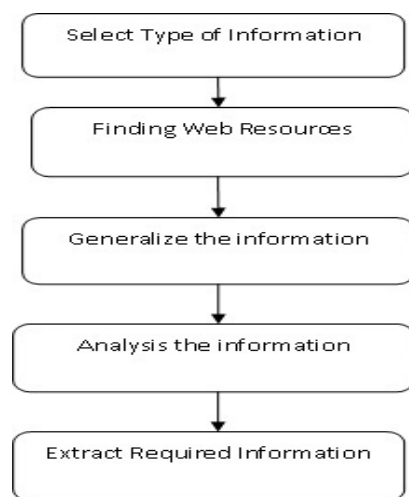 Select Type of Information
Finding Web Resources
Generalize the information
Analysis the information
Extract Required Information